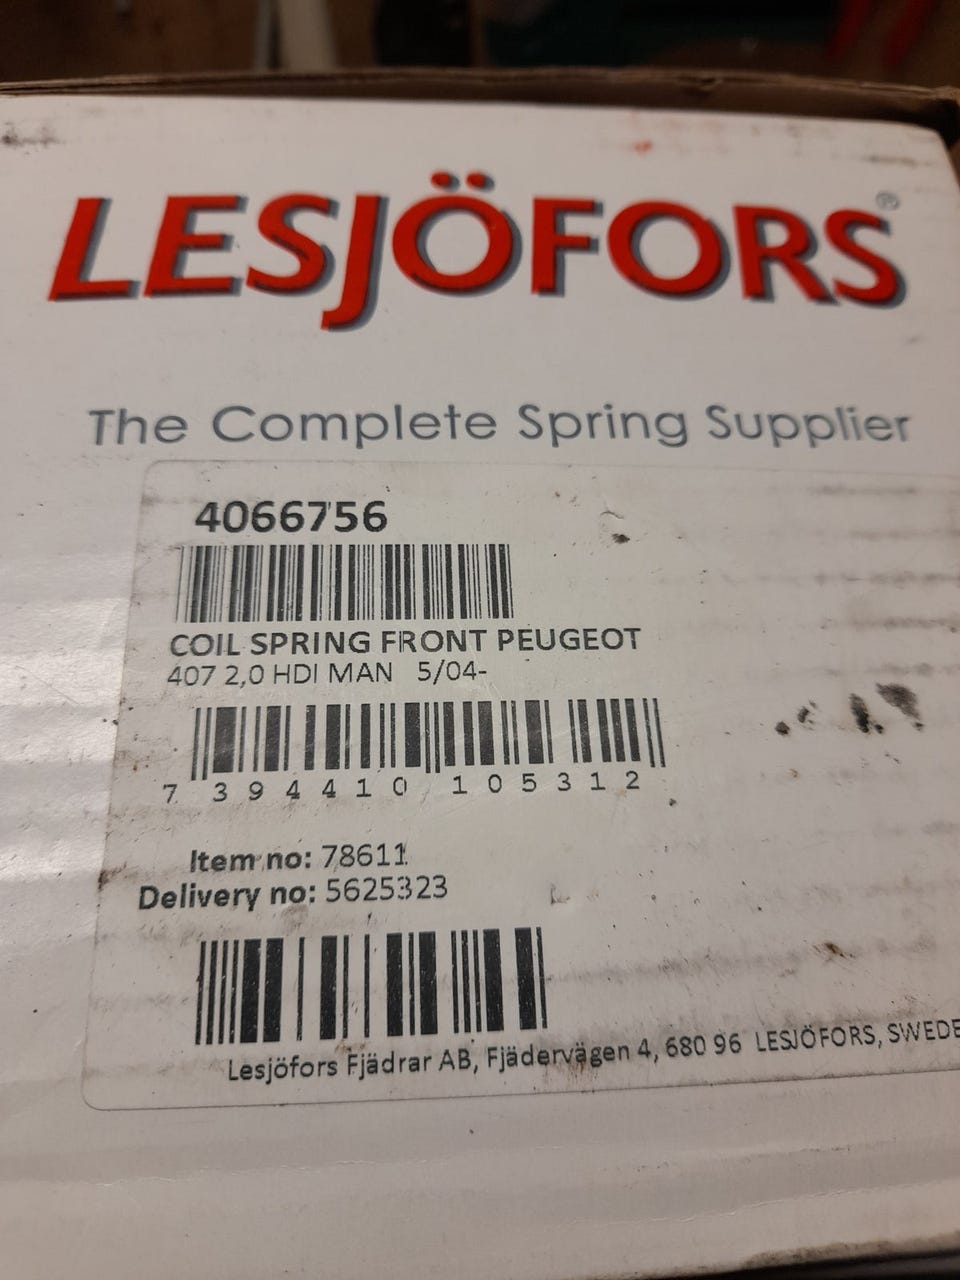 LESJÖFORS®
The Complete Spring Supplier
4066756
COIL SPRING FRONT PEUGEOT
407 2,0 HDI MAN 5/04-
7 394410 105312
Item no: 78611
Delivery no: 5625323
Lesjöfors Fjädrar AB, Fjädervägen 4, 680 96 LESJÖFORS, SWEDE